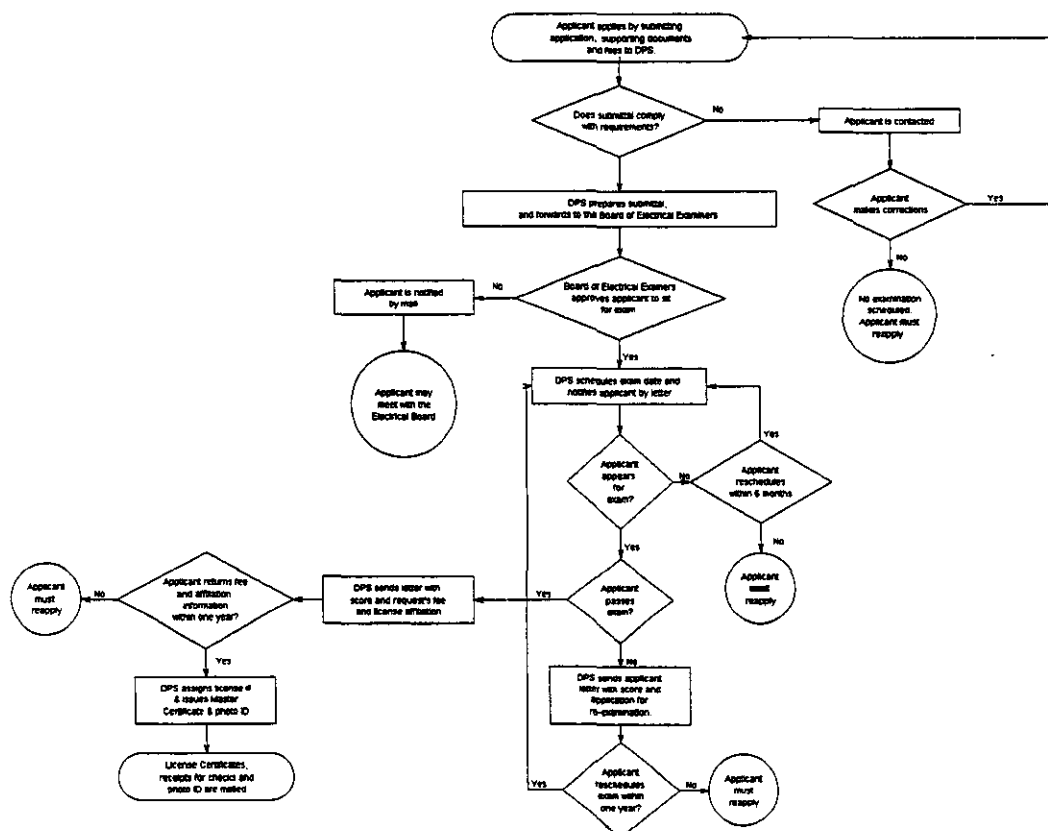 Applicant applies by submitting
application, supporting documents
and fees to DPS.
Does submittal comply
with requirements?
No
Applicant is contacted
Applicant
makes corrections
Yes
No
No examination
scheduled.
Applicant must
reapply
DPS prepares submittal,
and forwards to the Board of Electrical Examiners
Board of Electrical Examiners
approves applicant to sit
for exam
No
Applicant is notified
by mail
Applicant may
meet with the
Electrical Board
Yes
DPS schedules exam date and
notifies applicant by letter
Applicant
appears
for
exam?
No
Applicant
reschedules
within 6 months
Yes
No
Applicant
must
reapply
Yes
Applicant
passes
exam?
Yes
DPS sends letter with
score and request's fee
and license affiliation
Applicant returns fee
and affiliation
information
within one year?
No
Applicant
must
reapply
Yes
DPS assigns license #
& issues Master
Certificate & photo ID
License Certificates,
receipts for checks and
photo ID are mailed
No
DPS sends applicant
letter with score and
application for
re-examination.
Applicant
reschedules
exam within
one year?
Yes
No
Applicant
must
reapply